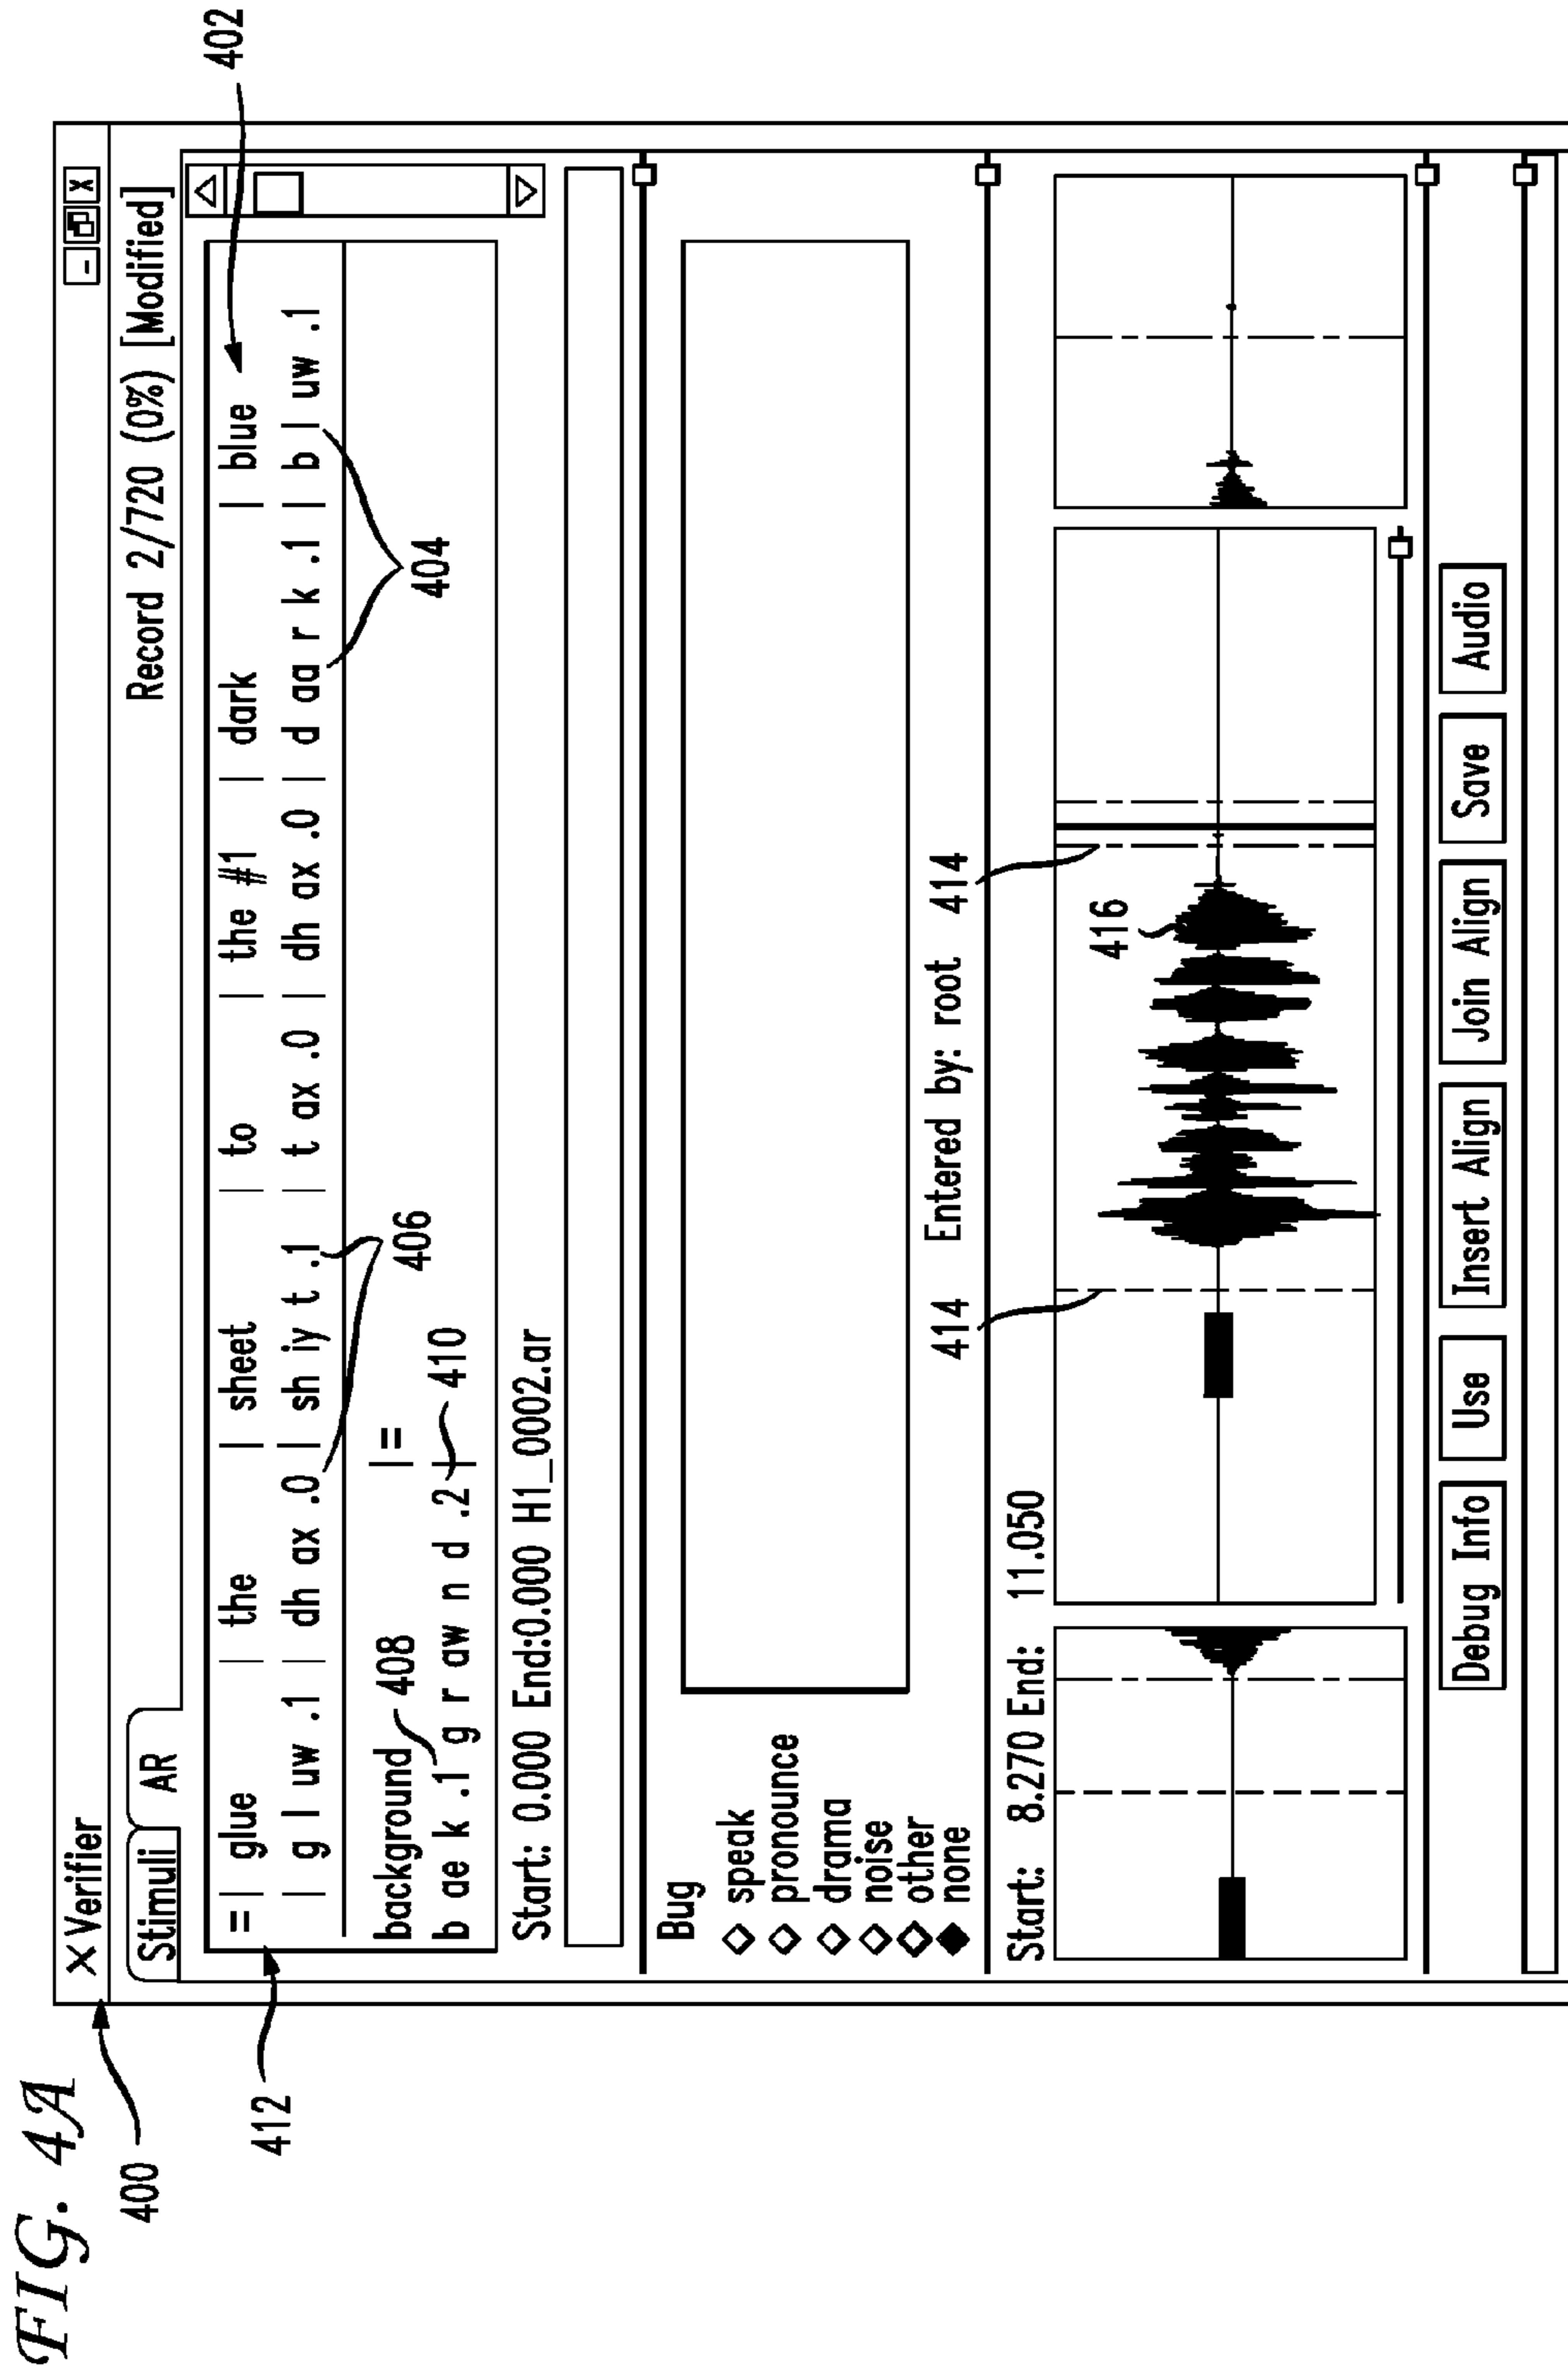 FIG. 4A
400
X Verifier
- X
Stimuli AR Record 2/720 (0%) [Modified]
402
412
= | glue | the | sheet | to | the #1 | dark | blue
| g l uw .1 | dh ax .0 | sh iy t .1 | t ax .0 | dh ax .0 | d aa r k .1 | b l uw .1
408 406 404
background |=
b ae k .1 g r aw n d .2 |
410
Start: 0.000 End:0.000 H1_0002.ar
Bug
speak
pronounce
drama
noise
other
none
414 Entered by: root 414
Start: 8.270 End: 11.050
416
Debug Info Use Insert Align Join Align Save Audio